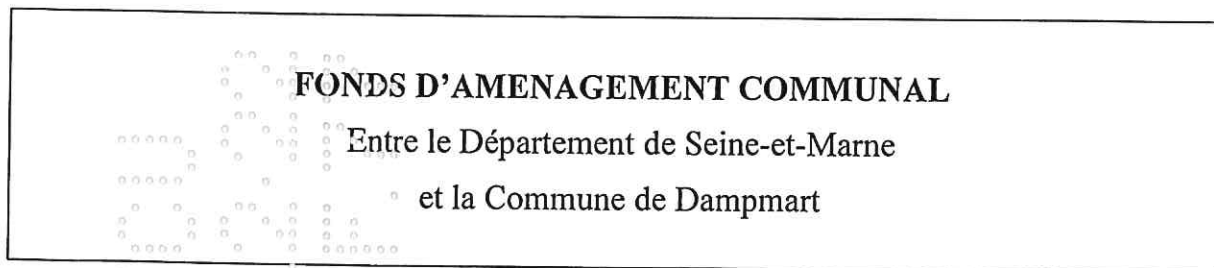 FONDS D'AMENAGEMENT COMMUNAL
Entre le Département de Seine-et-Marne
et la Commune de Dampmart